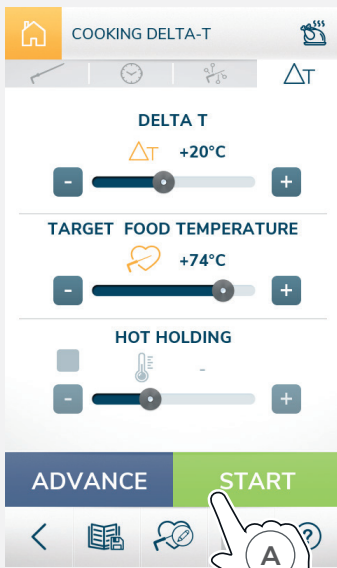 COOKING DELTA-T
ΔT
DELTA T
ΔT +20°C
- +
TARGET FOOD TEMPERATURE
+74°C
- +
HOT HOLDING
-
- +
ADVANCE START
?
A